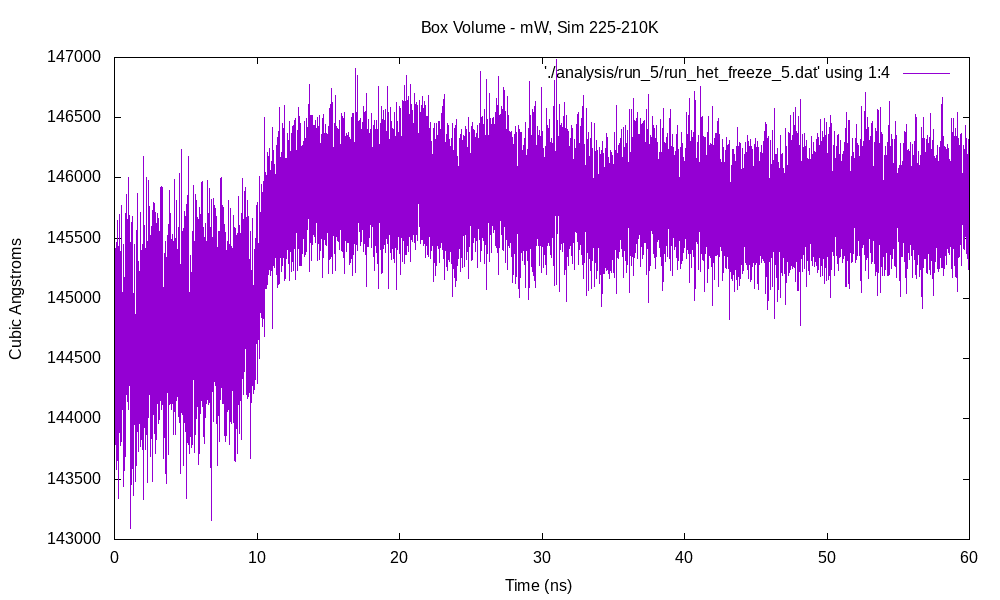 Box Volume - mW, Sim 225-210K
'./analysis/run_5/run_het_freeze_5.dat' using 1:4
147000
146500
146000
145500
145000
144500
144000
143500
143000
Cubic Angstroms
0 10 20 30 40 50 60
Time (ns)